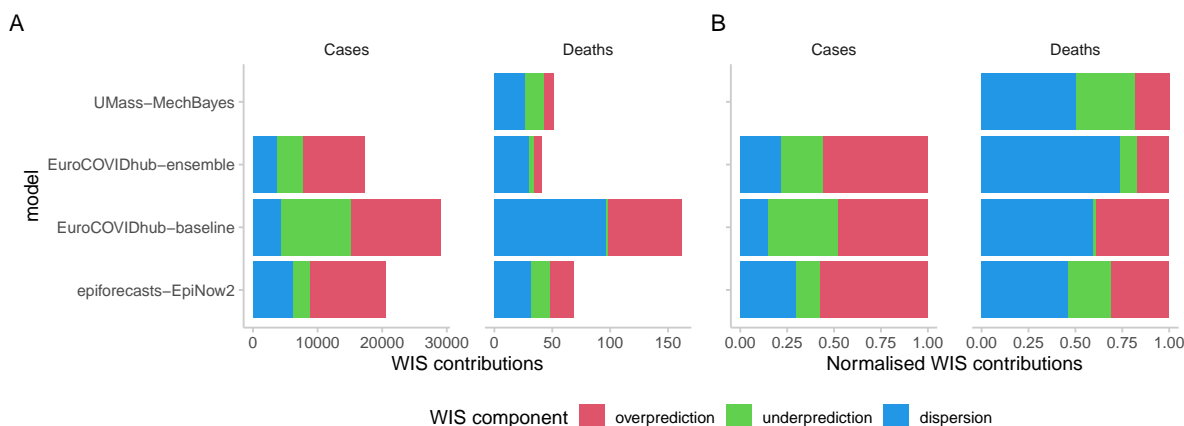 A
B
Cases
Deaths
Cases
Deaths
UMass−MechBayes
EuroCOVIDhub−ensemble
EuroCOVIDhub−baseline
epiforecasts−EpiNow2
model
0 10000 20000 30000
0 50 100 150
0.00 0.25 0.50 0.75 1.00
0.00 0.25 0.50 0.75 1.00
WIS contributions
Normalised WIS contributions
WIS component overprediction underprediction dispersion